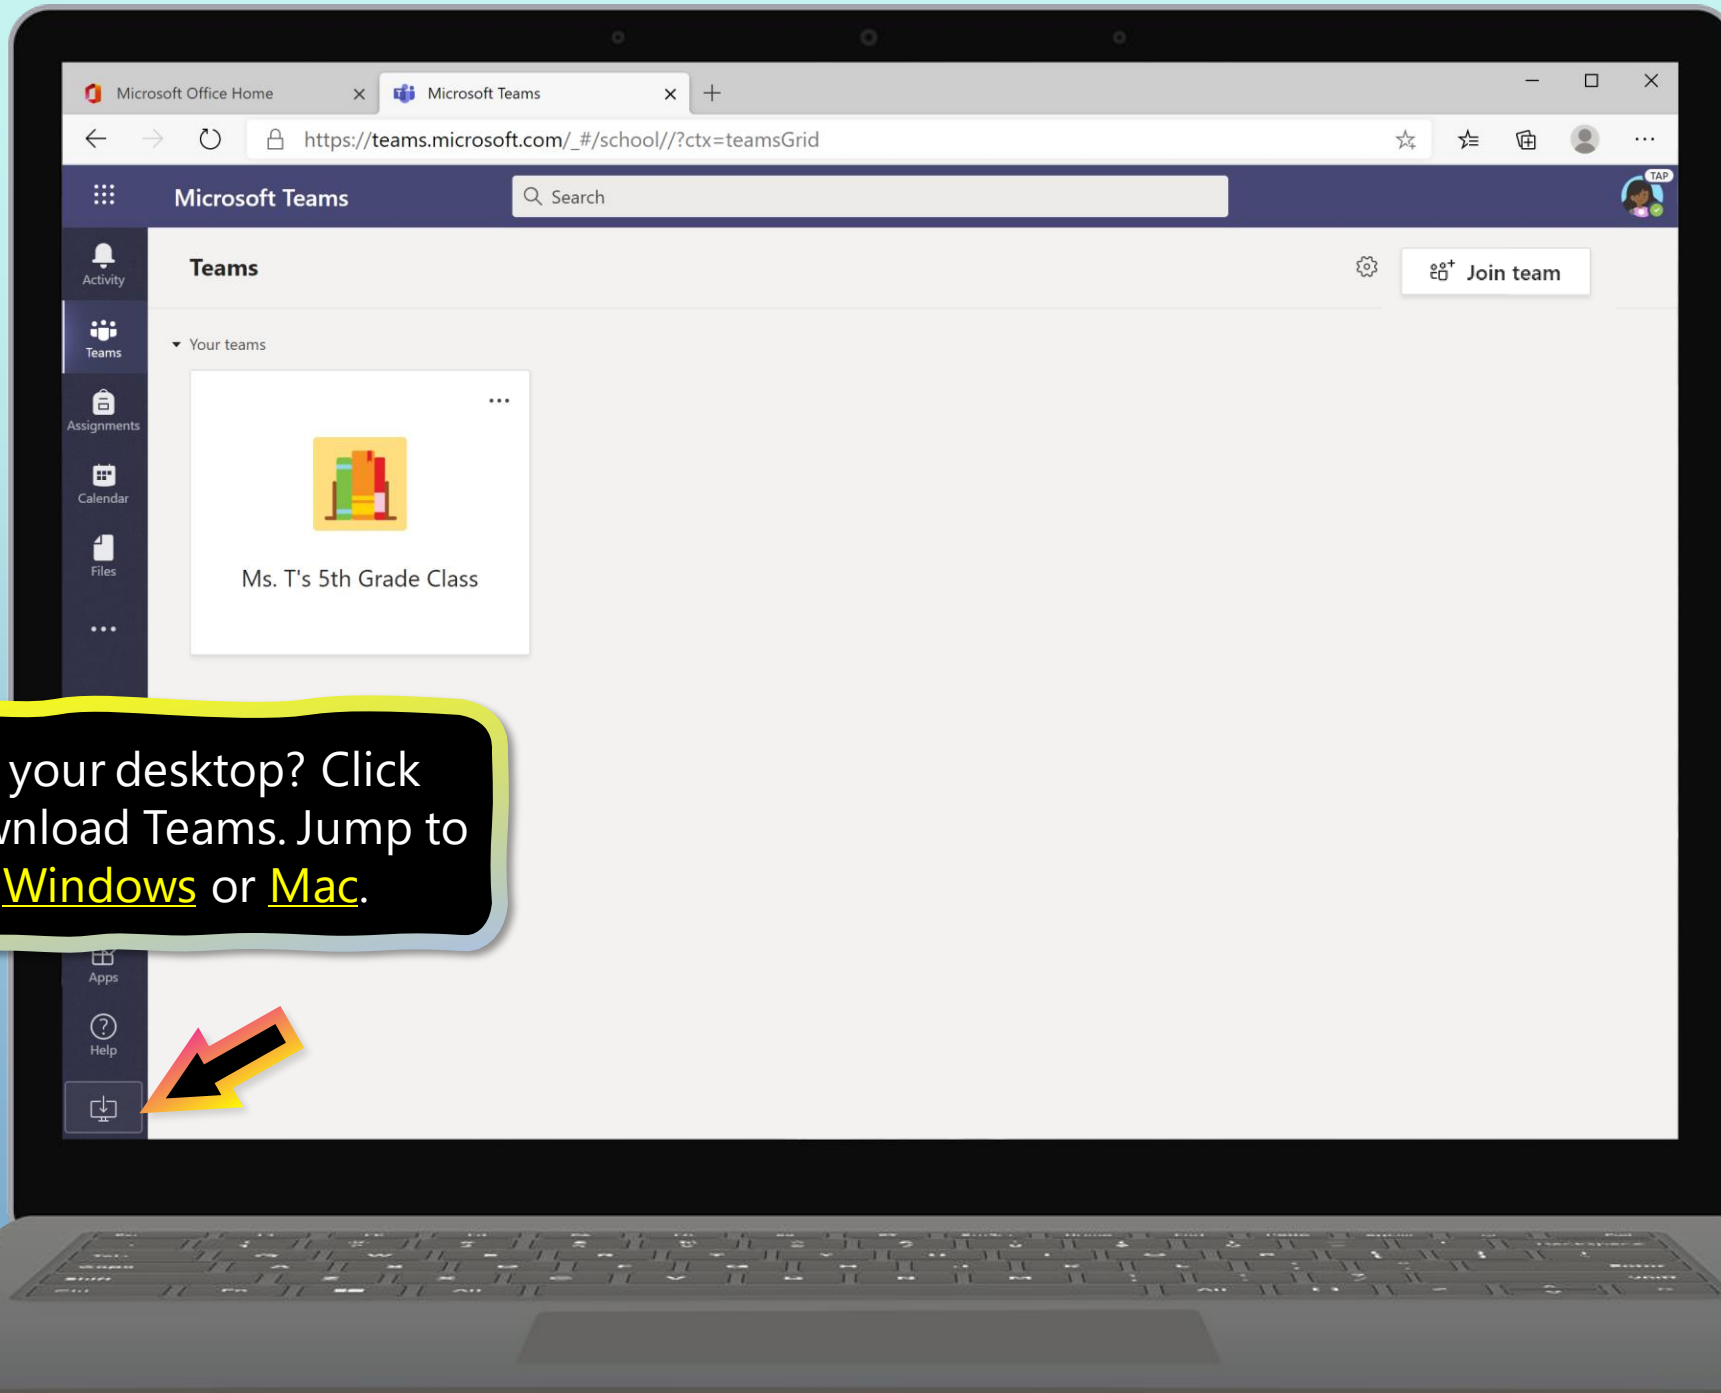 Microsoft Office Home
Microsoft Teams
https://teams.microsoft.com/_#/school//?ctx=teamsGrid
Microsoft Teams
Search
TAP
Activity
Teams
Join team
Teams
Your teams
Assignments
Calendar
Files
Ms. T's 5th Grade Class
your desktop? Click
wnload Teams. Jump to
Windows or Mac.
Apps
Help